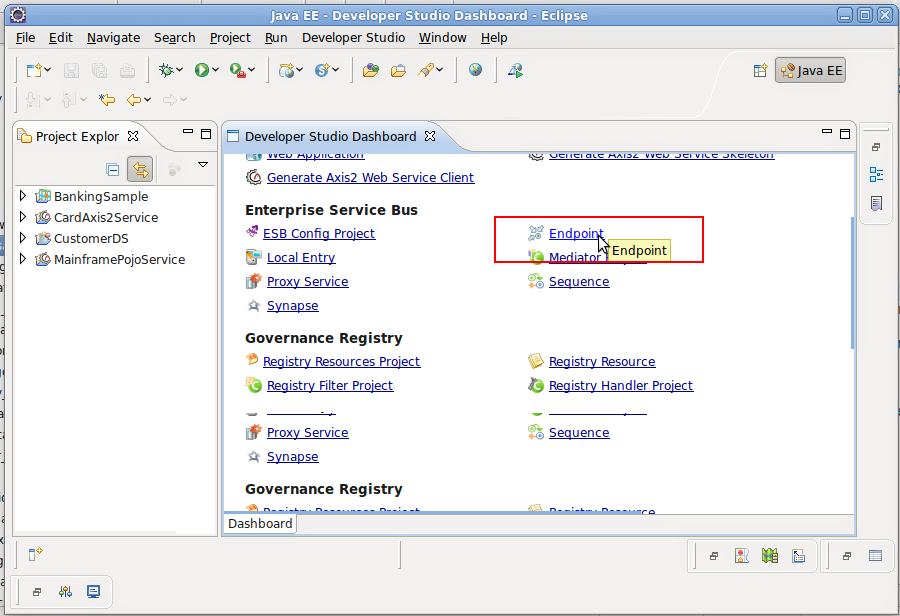 Java EE - Developer Studio Dashboard - Eclipse
File Edit Navigate Search Project Run Developer Studio Window Help
Java EE
Project Explor
Developer Studio Dashboard
Web Application
Generate Axis2 Web Service Skeleton
Generate Axis2 Web Service Client
BankingSample
CardAxis2Service
CustomerDS
MainframePojoService
Enterprise Service Bus
ESB Config Project
Endpoint
Endpoint
Local Entry
Mediator
Proxy Service
Sequence
Synapse
Governance Registry
Registry Resources Project
Registry Resource
Registry Filter Project
Registry Handler Project
Proxy Service
Sequence
Synapse
Governance Registry
Registry Resources Project
Registry Resource
Dashboard